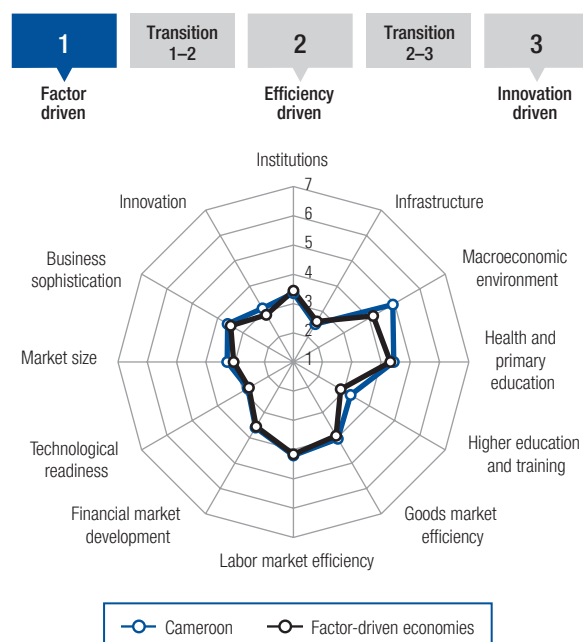 1
Transition
1–2
2
Transition
2–3
3
Factor
driven
Efficiency
driven
Innovation
driven
Institutions
Infrastructure
Macroeconomic
environment
Health and
primary
education
Higher education
and training
Goods market
efficiency
Labor market efficiency
Financial market
development
Technological
readiness
Market size
Business
sophistication
Innovation
7
6
5
4
3
2
1
Cameroon
Factor-driven economies